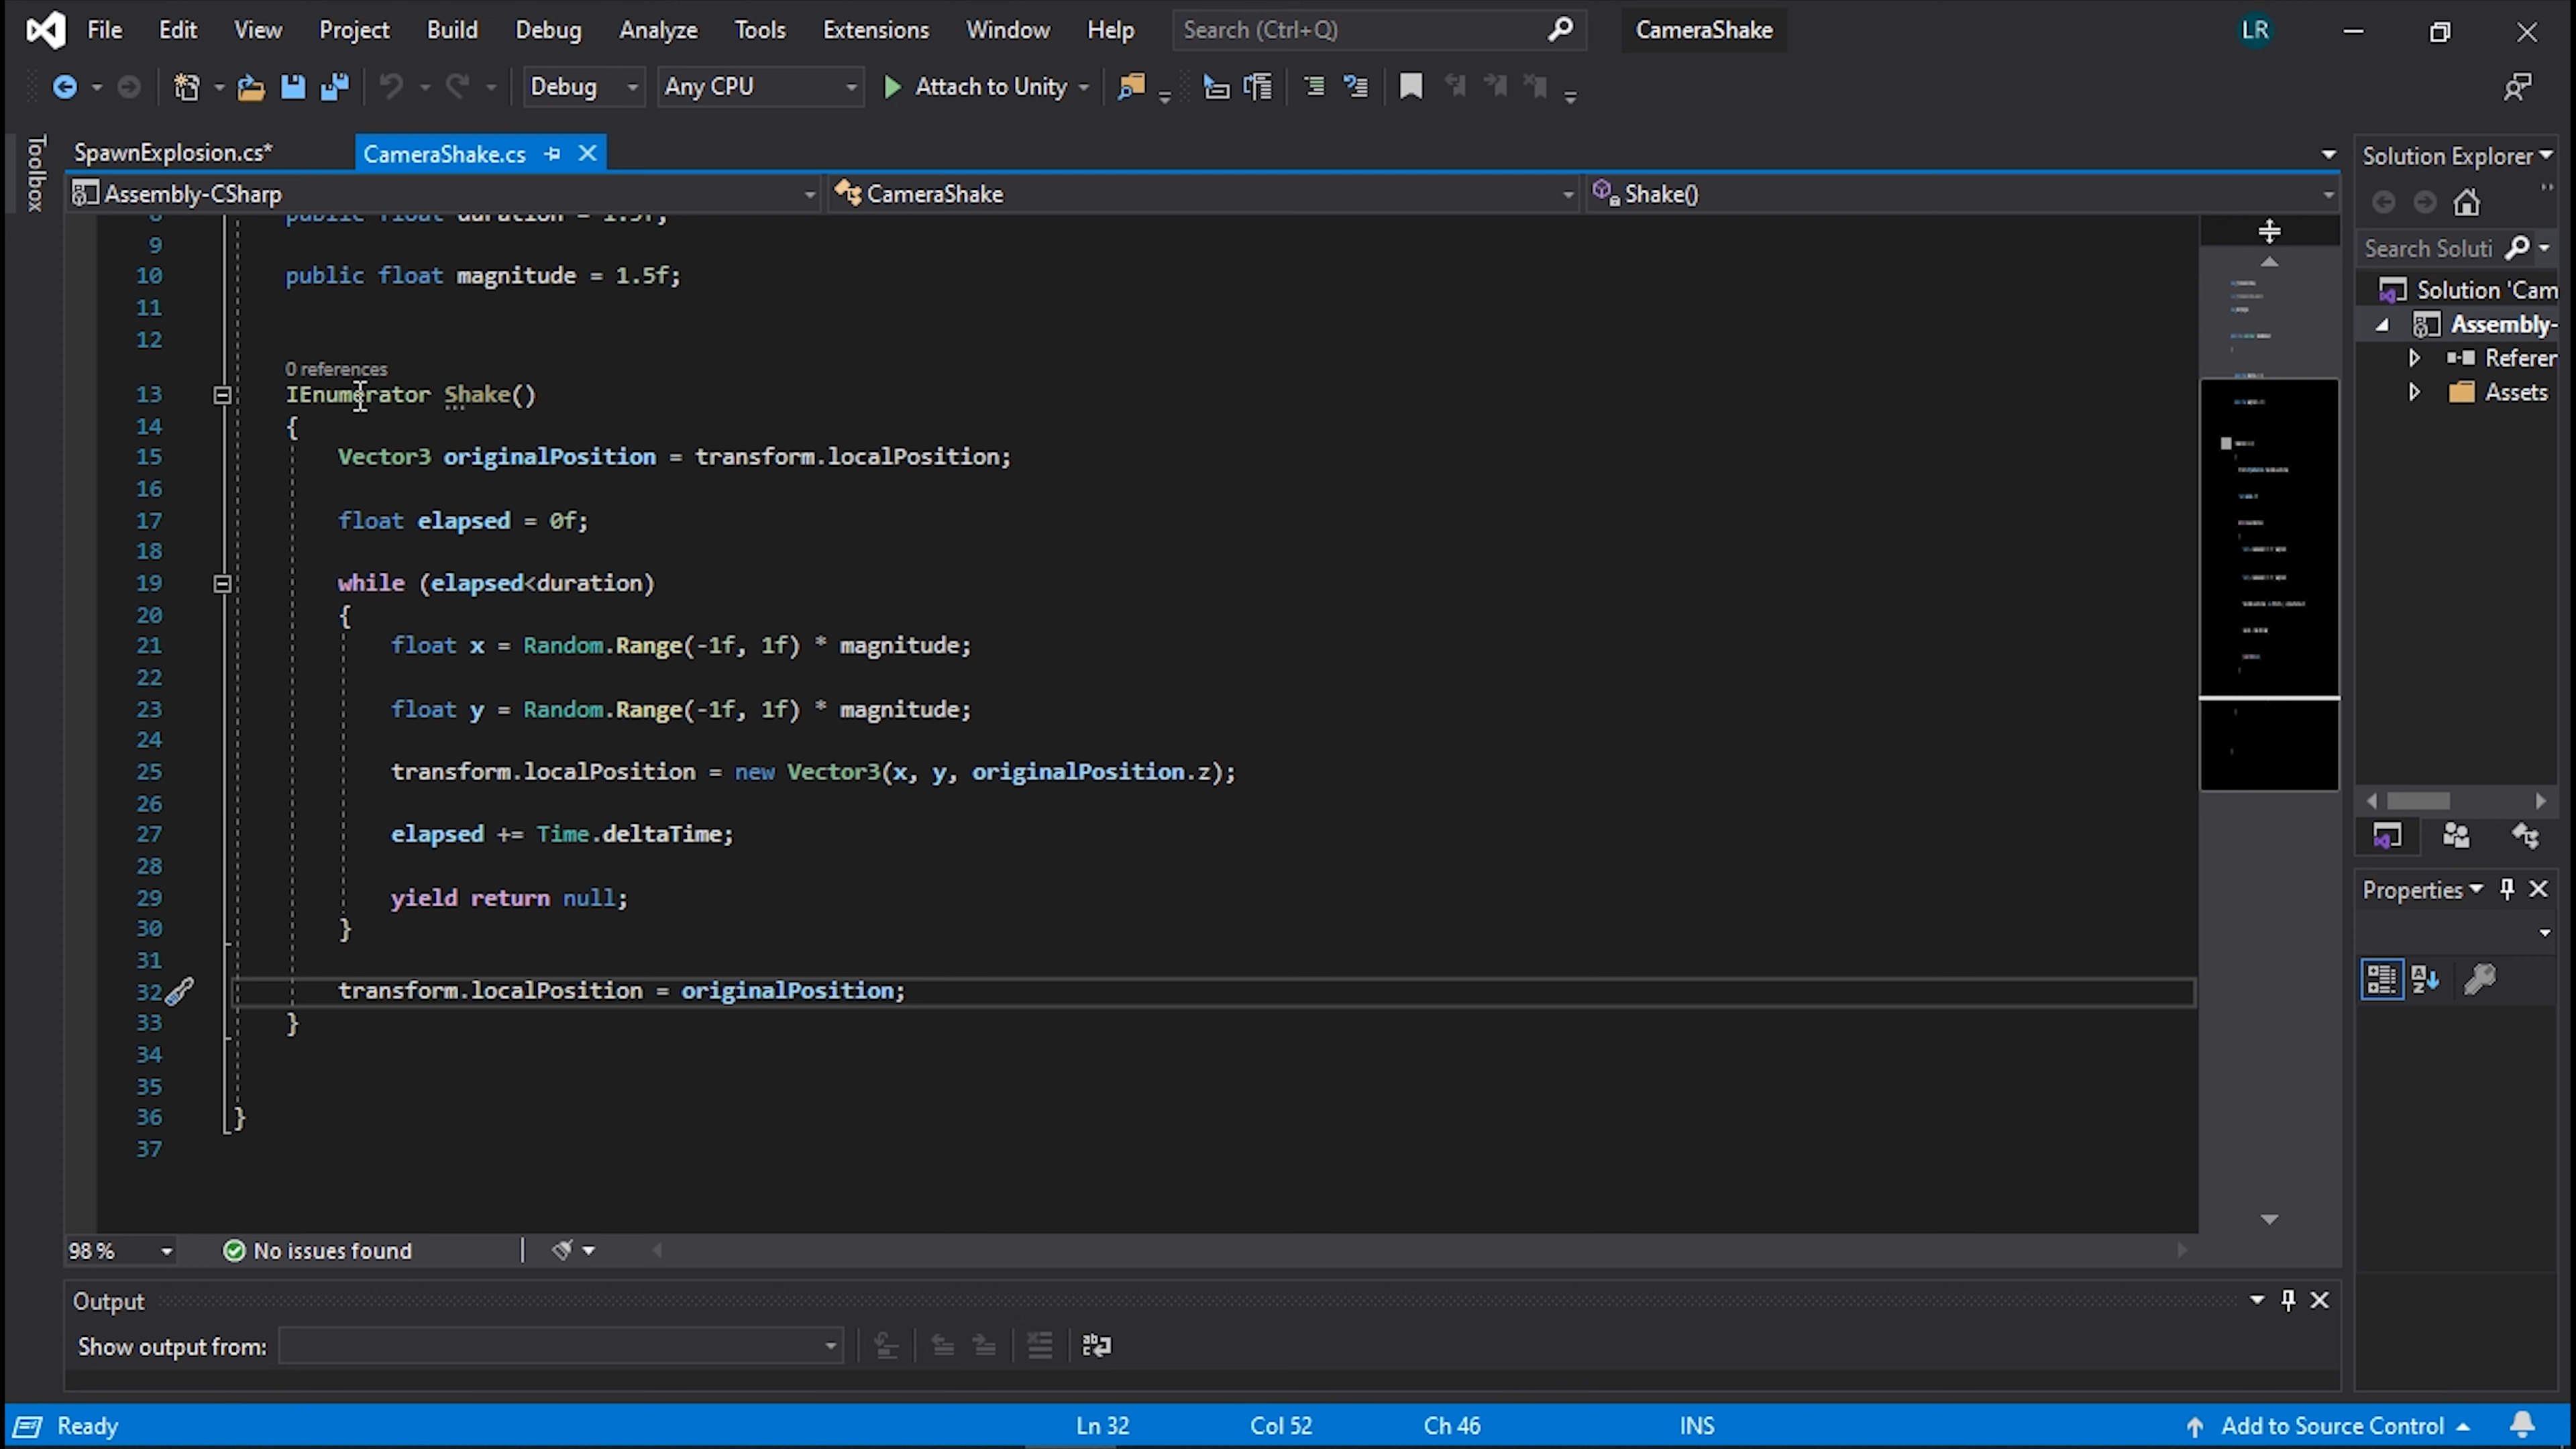 File Edit View Project Build Debug Analyze Tools Extensions Window Help Search (Ctrl+Q) CameraShake LR
Debug Any CPU Attach to Unity
Toolbox
SpawnExplosion.cs* CameraShake.cs
Assembly-CSharp CameraShake Shake()
8 public float duration = 1.5f;
9
10 public float magnitude = 1.5f;
11
12
0 references
13 IEnumerator Shake()
14 {
15 Vector3 originalPosition = transform.localPosition;
16
17 float elapsed = 0f;
18
19 while (elapsed<duration)
20 {
21 float x = Random.Range(-1f, 1f) * magnitude;
22
23 float y = Random.Range(-1f, 1f) * magnitude;
24
25 transform.localPosition = new Vector3(x, y, originalPosition.z);
26
27 elapsed += Time.deltaTime;
28
29 yield return null;
30 }
31
32 transform.localPosition = originalPosition;
33 }
34
35
36 }
37
98 % No issues found
Output
Show output from:
Solution Explorer
Search Soluti
Solution 'Cam
Assembly-
Referen
Assets
Properties
Ready Ln 32 Col 52 Ch 46 INS Add to Source Control